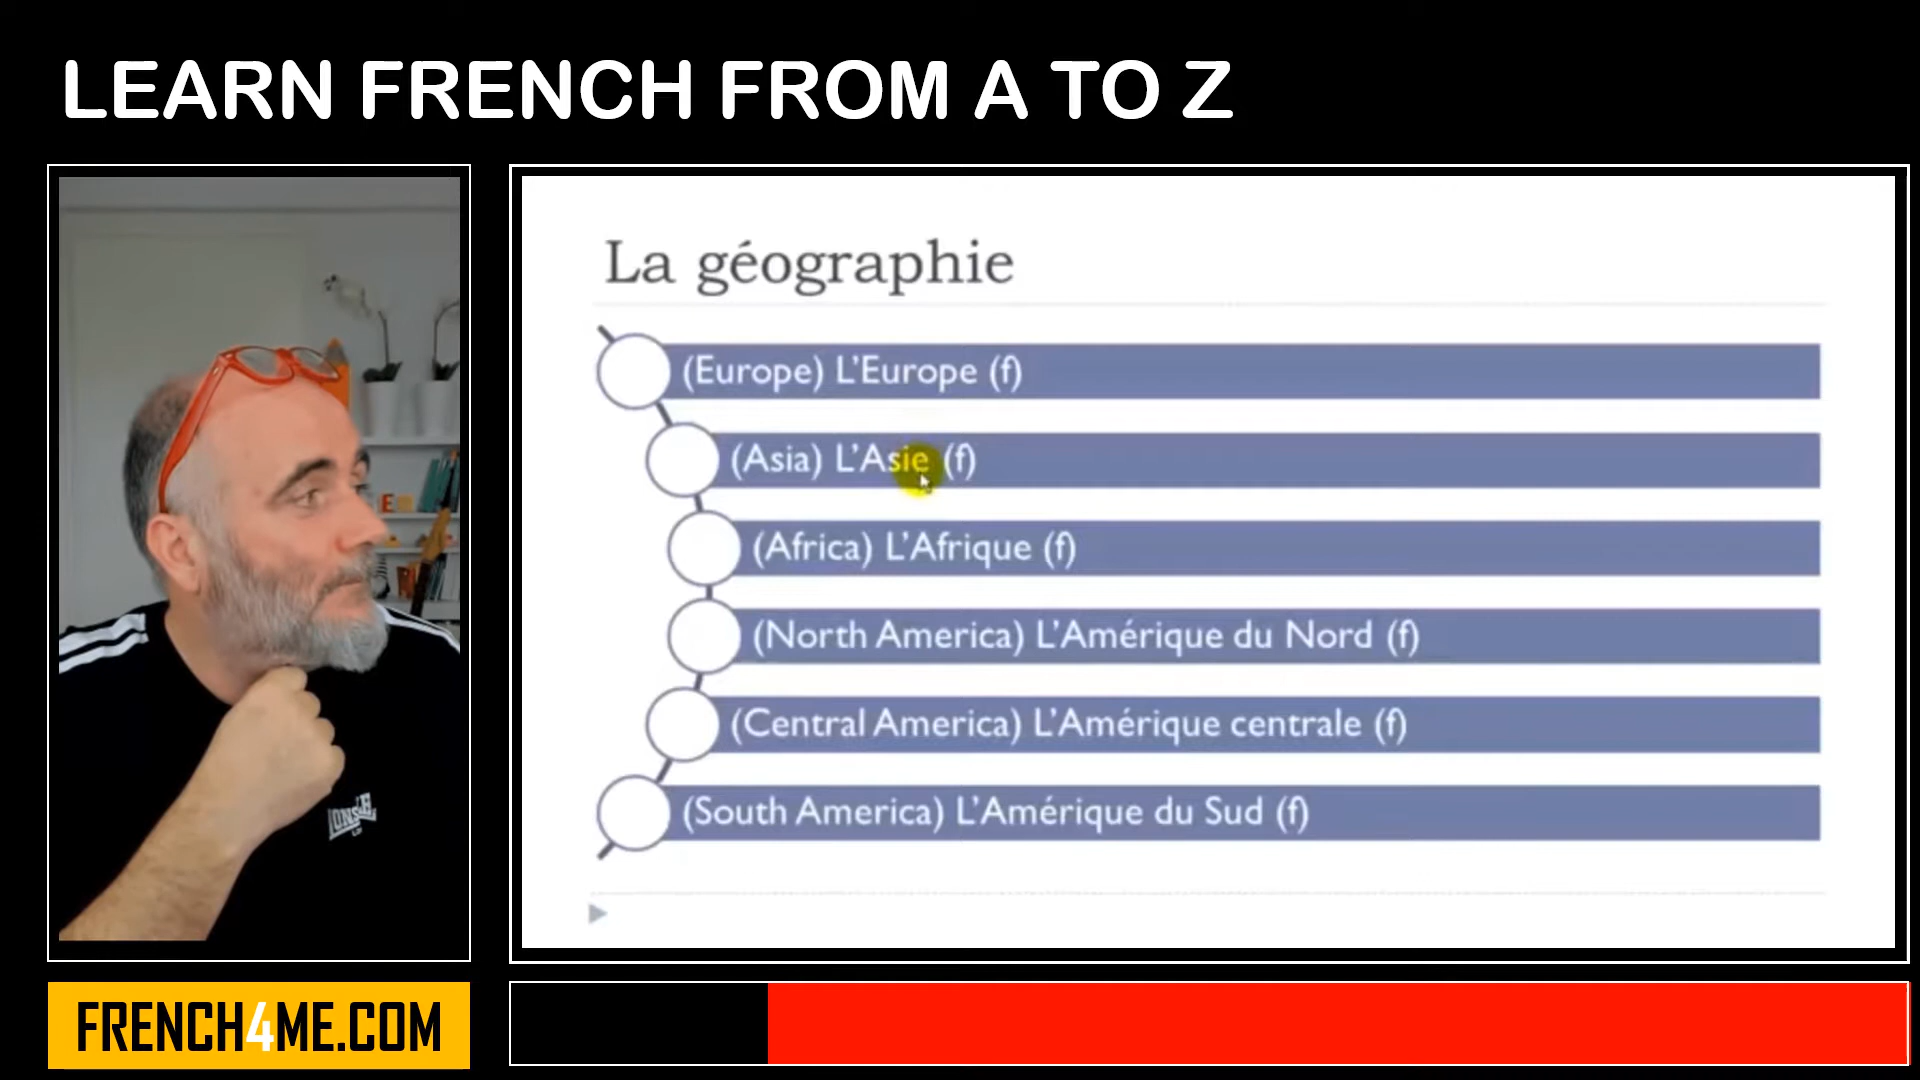 LEARN FRENCH FROM A TO Z
La géographie
(Europe) L'Europe (f)
(Asia) L'Asie (f)
(Africa) L'Afrique (f)
(North America) L'Amérique du Nord (f)
(Central America) L'Amérique centrale (f)
(South America) L'Amérique du Sud (f)
E
LONSDALE
FRENCH4ME.COM